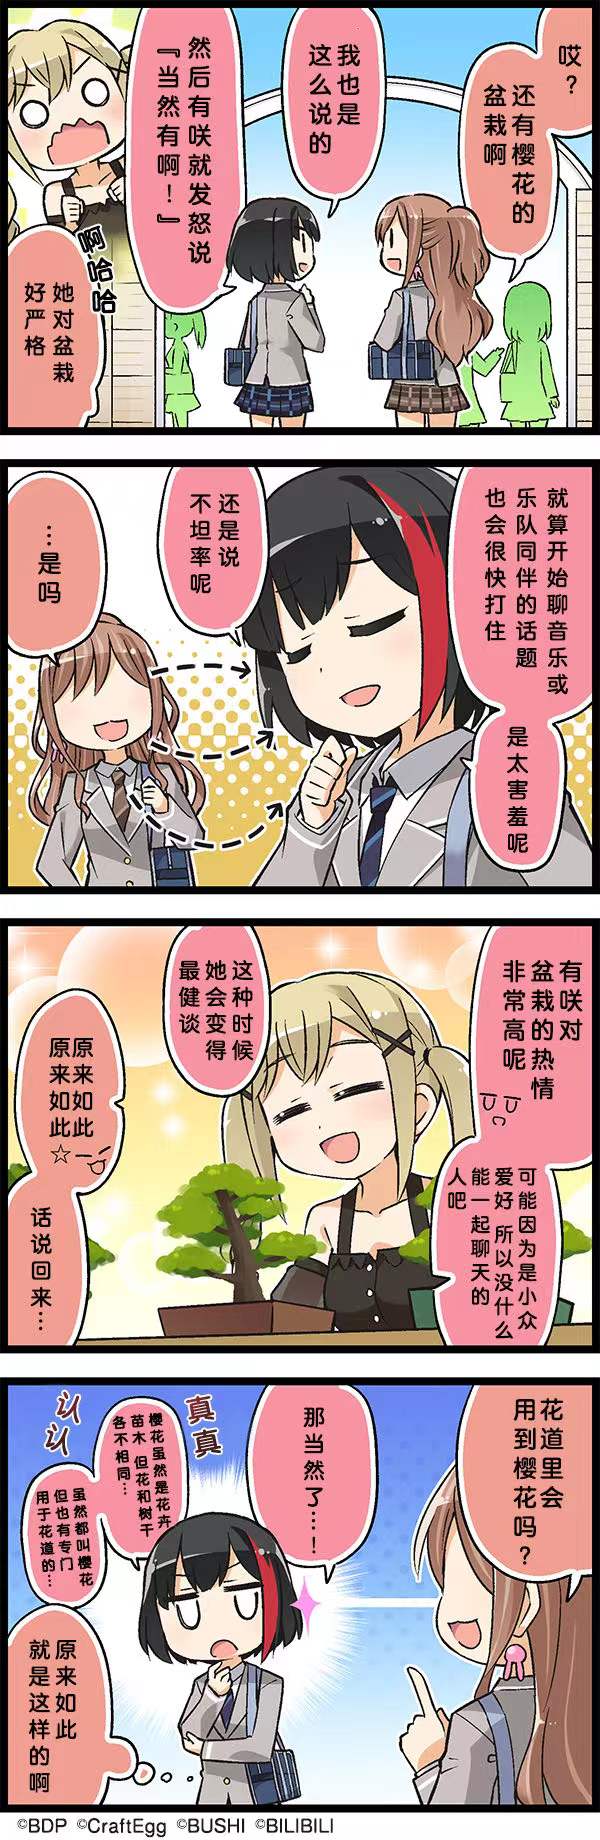 哎？
还有樱花的
盆栽啊
我也是
这么说的
然后有咲就发怒说
『当然有啊！』
啊哈哈
她对盆栽
好严格
就算开始聊音乐或
乐队同伴的话题
也会很快打住
是太害羞呢
还是说
不坦率呢
…是吗
有咲对
盆栽的热情
非常高呢
可能因为是小众
爱好 所以没什么
能一起聊天的
人吧
这种时候
她会变得
最健谈
原来如此
原来如此☆
话说回来…
花道里会
用到樱花吗？
那当然了…！
真真
认认
樱花虽然是花卉
苗木 但花和树干
各不相同…
虽然都叫樱花
但也有专门
用于花道的…
原来如此
就是这样的啊
©BDP ©CraftEgg ©BUSHI ©BILIBILI